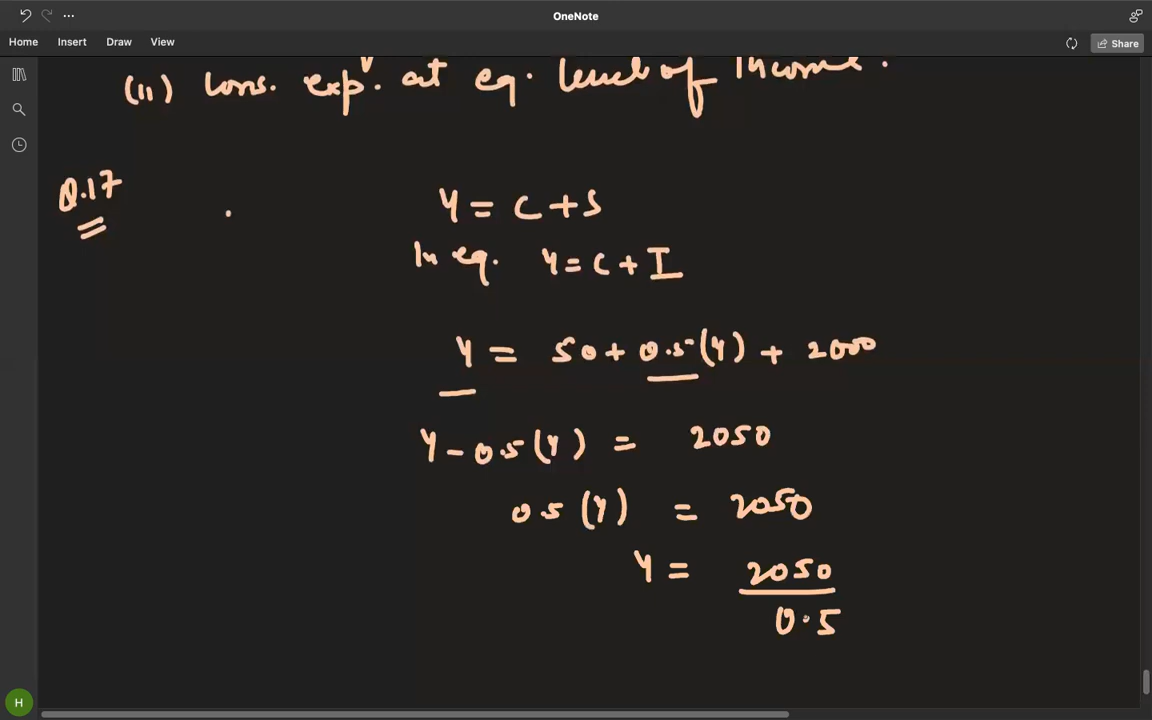 OneNote
Home Insert Draw View Share
(ii) Cons. exp. at eq. level of Income.
Q.17
Y = C + S
In eq. Y = C + I
Y = 50 + 0.5 (Y) + 2000
Y - 0.5 (Y) = 2050
0.5 (Y) = 2050
Y = 2050
0.5
H